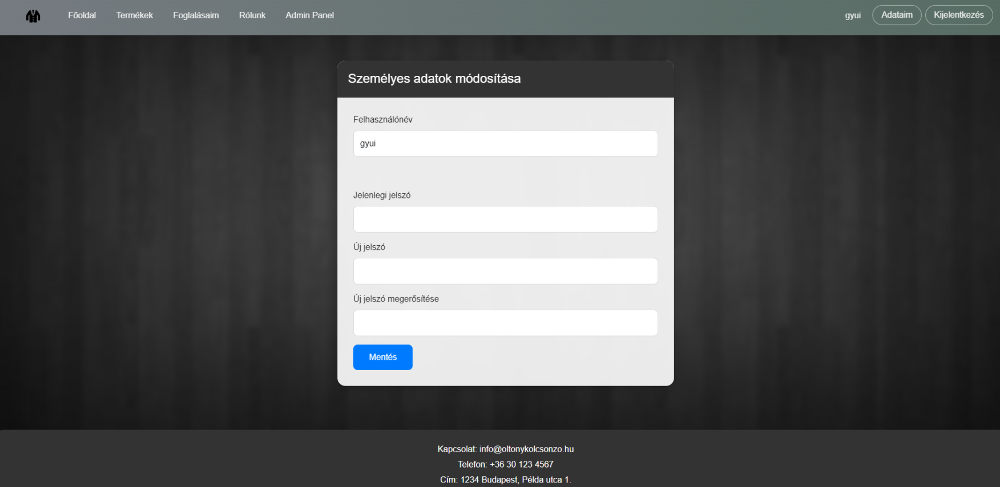 Főoldal Termékek Foglalásaim Rólunk Admin Panel gyui Adataim Kijelentkezés
Személyes adatok módosítása
Felhasználónév
gyui
Jelenlegi jelszó
Új jelszó
Új jelszó megerősítése
Mentés
Kapcsolat: info@oltonykolcsonzo.hu
Telefon: +36 30 123 4567
Cím: 1234 Budapest, Példa utca 1.